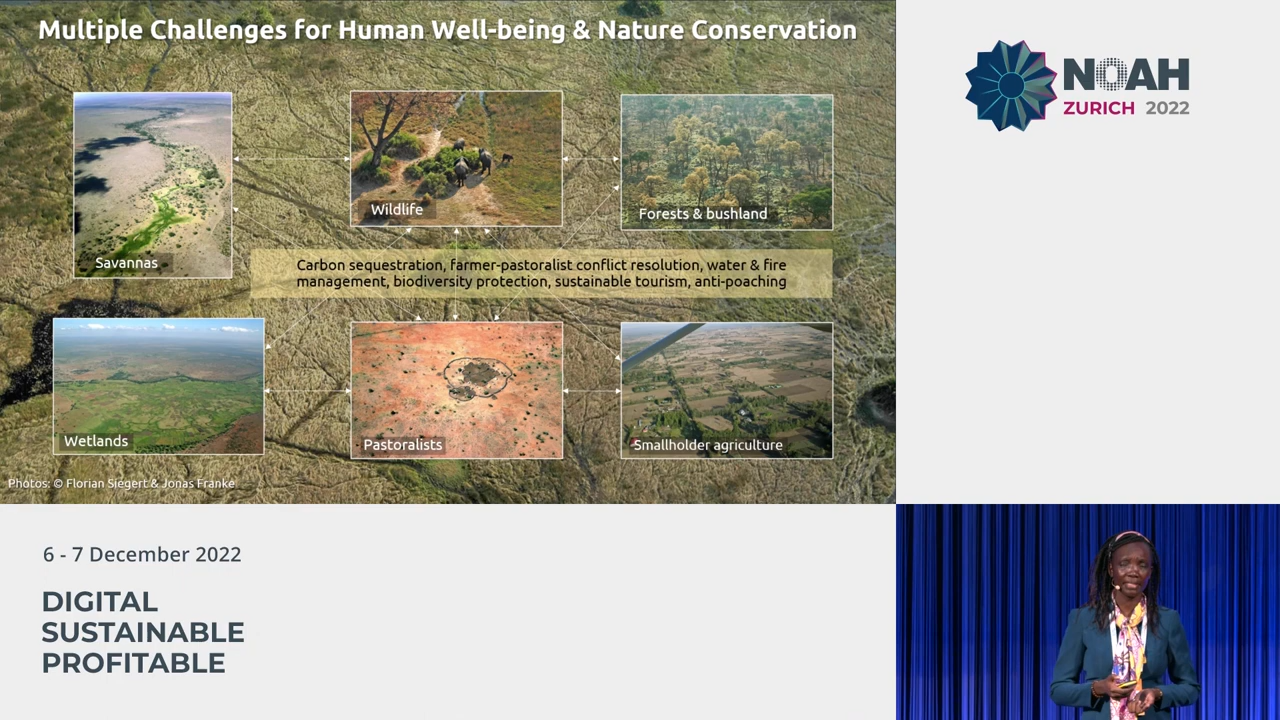 Multiple Challenges for Human Well-being & Nature Conservation
Savannas
Wildlife
Forests & bushland
Carbon sequestration, farmer-pastoralist conflict resolution, water & fire
management, biodiversity protection, sustainable tourism, anti-poaching
Wetlands
Pastoralists
Smallholder agriculture
Photos: © Florian Siegert & Jonas Franke
NOAH
ZURICH 2022
6 - 7 December 2022
DIGITAL
SUSTAINABLE
PROFITABLE